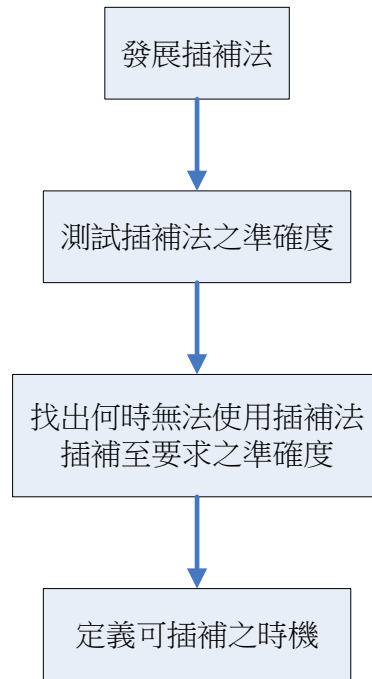 發展插補法
測試插補法之準確度
找出何時無法使用插補法
插補至要求之準確度
定義可插補之時機